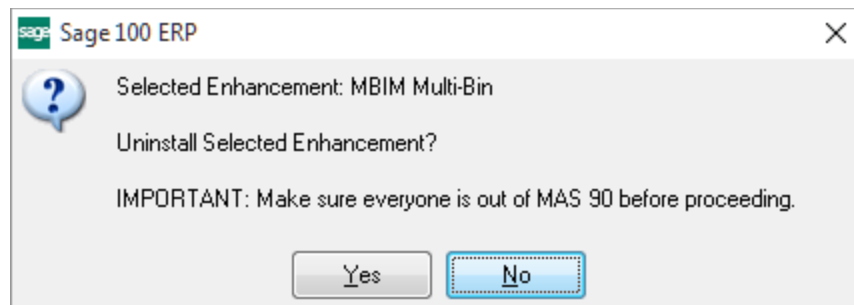 sage Sage 100 ERP
Selected Enhancement: MBIM Multi-Bin
Uninstall Selected Enhancement?
IMPORTANT: Make sure everyone is out of MAS 90 before proceeding.
Yes No